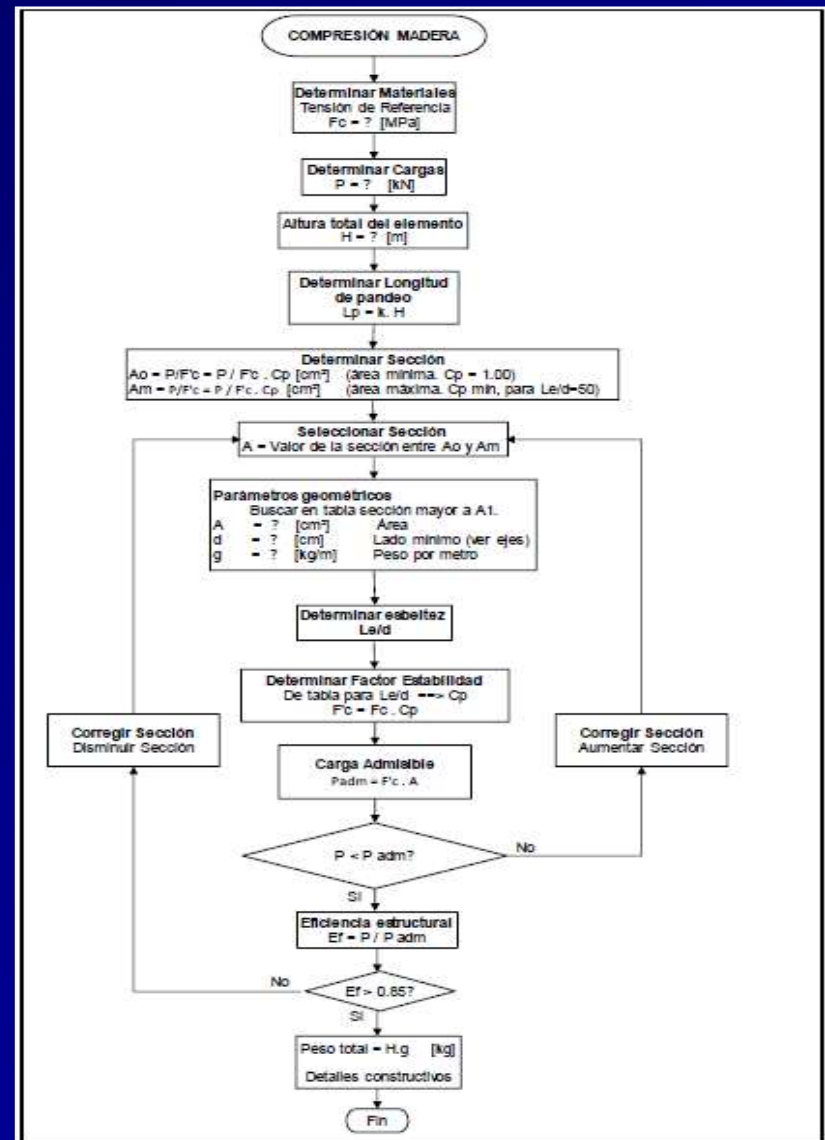 COMPRESIÓN MADERA
Determinar Materiales
Tensión de Referencia
Fc = ? [MPa]
Determinar Cargas
P = ? [kN]
Altura total del elemento
H = ? [m]
Determinar Longitud
de pandeo
Lp = k. H
Determinar Sección
Ao = P/F'c = P / F'c . Cp [cm²] (área mínima. Cp = 1.00)
Am = P/F'c = P / F'c . Cp [cm²] (área máxima. Cp min, para Le/d=50)
Seleccionar Sección
A = Valor de la sección entre Ao y Am
Parámetros geométricos
Buscar en tabla sección mayor a A1.
A = ? [cm²] Área
d = ? [cm] Lado mínimo (ver ejes)
g = ? [kg/m] Peso por metro
Determinar esbeltez
Le/d
Determinar Factor Estabilidad
De tabla para Le/d ==> Cp
F'c = Fc . Cp
Corregir Sección
Disminuir Sección
Corregir Sección
Aumentar Sección
Carga Admisible
Padm = F'c . A
P < P adm?
No
Si
Eficiencia estructural
Ef = P / P adm
No
Ef > 0.85?
Si
Peso total = H.g [kg]
Detalles constructivos
Fin